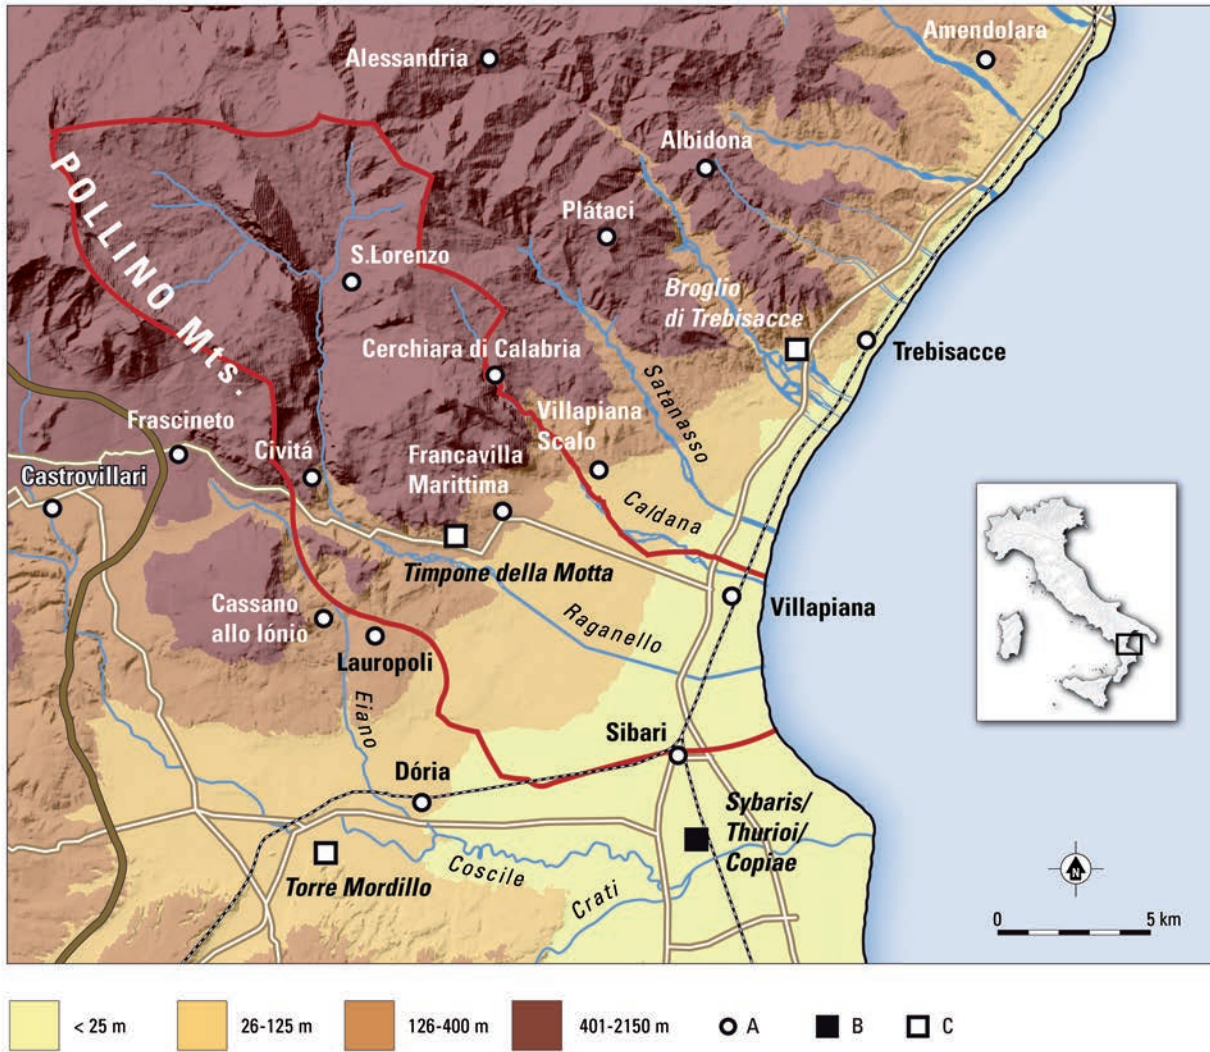 Amendolara
Alessandria
Albidona
POLLINO Mts.
Plátaci
S.Lorenzo
Broglio
di Trebisacce
Trebisacce
Cerchiara di Calabria
Satanasso
Villapiana
Scalo
Frascineto
Civitá
Francavilla
Marittima
Castrovillari
Caldana
Timpone della Motta
Cassano
allo Iónio
Raganello
Villapiana
Lauropoli
Eiano
Sibari
Dória
Sybaris/
Thurioi/
Copiae
Torre Mordillo
Coscile
Crati
N
0 5 km
< 25 m 26-125 m 126-400 m 401-2150 m A B C